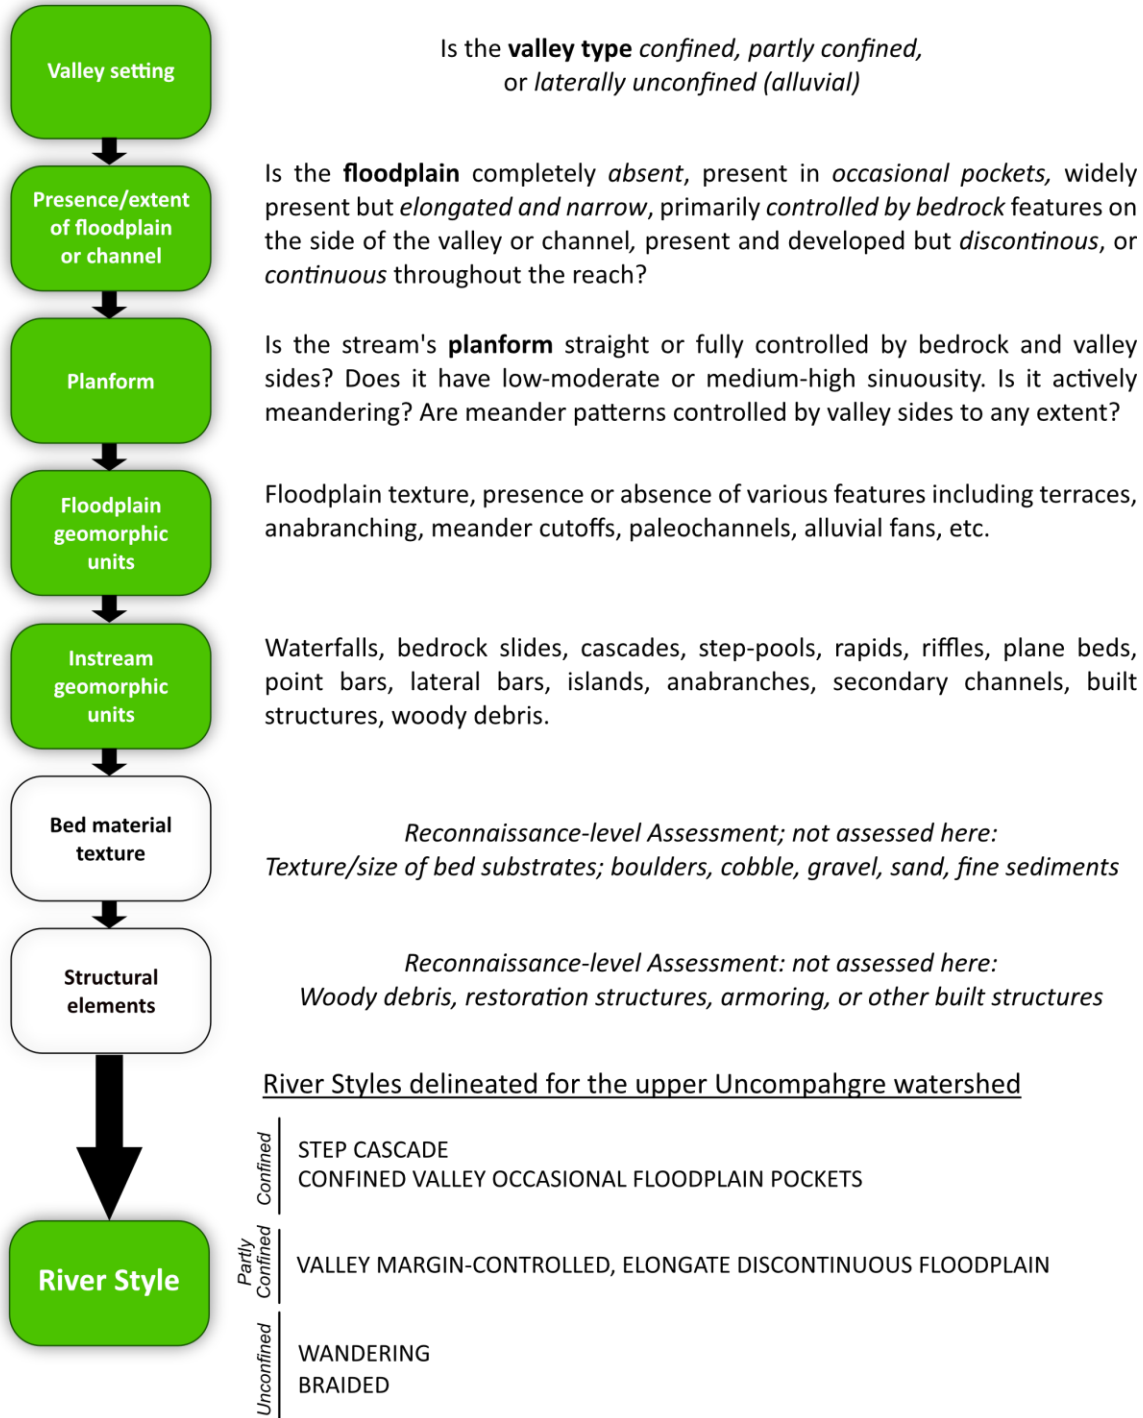 Valley setting
Is the valley type confined, partly confined,
or laterally unconfined (alluvial)
Presence/extent
of floodplain
or channel
Is the floodplain completely absent, present in occasional pockets, widely
present but elongated and narrow, primarily controlled by bedrock features on
the side of the valley or channel, present and developed but discontinous, or
continuous throughout the reach?
Planform
Is the stream's planform straight or fully controlled by bedrock and valley
sides? Does it have low-moderate or medium-high sinuousity. Is it actively
meandering? Are meander patterns controlled by valley sides to any extent?
Floodplain
geomorphic
units
Floodplain texture, presence or absence of various features including terraces,
anabranching, meander cutoffs, paleochannels, alluvial fans, etc.
Instream
geomorphic
units
Waterfalls, bedrock slides, cascades, step-pools, rapids, riffles, plane beds,
point bars, lateral bars, islands, anabranches, secondary channels, built
structures, woody debris.
Bed material
texture
Reconnaissance-level Assessment; not assessed here:
Texture/size of bed substrates; boulders, cobble, gravel, sand, fine sediments
Structural
elements
Reconnaissance-level Assessment: not assessed here:
Woody debris, restoration structures, armoring, or other built structures
River Style
River Styles delineated for the upper Uncompahgre watershed
Confined
STEP CASCADE
CONFINED VALLEY OCCASIONAL FLOODPLAIN POCKETS
Partly
Confined
VALLEY MARGIN-CONTROLLED, ELONGATE DISCONTINUOUS FLOODPLAIN
Unconfined
WANDERING
BRAIDED